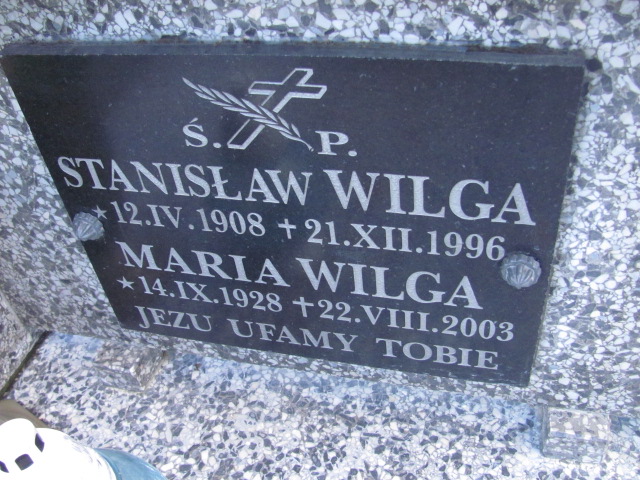 Ś. P.
STANISŁAW WILGA
★12.IV.1908 ✝21.XII.1996
MARIA WILGA
★14.IX.1928 ✝22.VIII.2003
JEZU UFAMY TOBIE